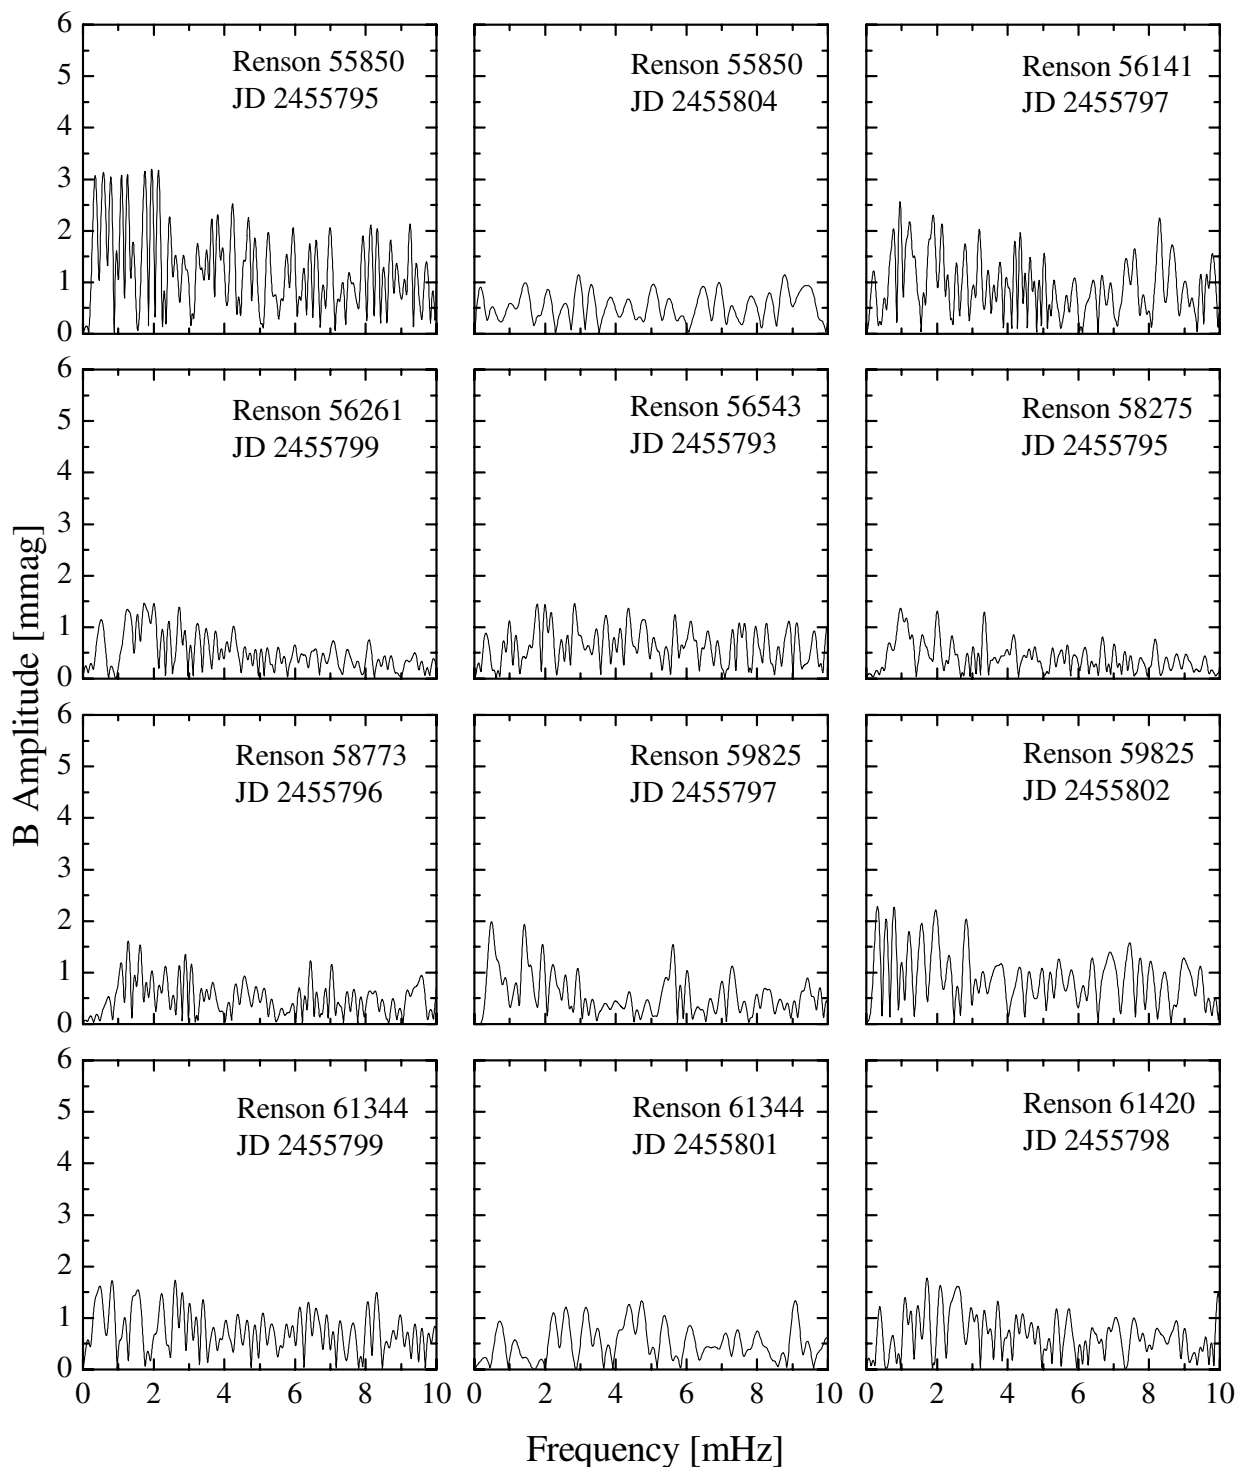 6
5
4
3
2
1
0
Renson 55850
JD 2455795
Renson 55850
JD 2455804
Renson 56141
JD 2455797
6
5
4
3
2
1
0
Renson 56261
JD 2455799
Renson 56543
JD 2455793
Renson 58275
JD 2455795
B Amplitude [mmag]
6
5
4
3
2
1
0
Renson 58773
JD 2455796
Renson 59825
JD 2455797
Renson 59825
JD 2455802
6
5
4
3
2
1
0
Renson 61344
JD 2455799
Renson 61344
JD 2455801
Renson 61420
JD 2455798
0 2 4 6 8 10
0 2 4 6 8 10
0 2 4 6 8 10
Frequency [mHz]